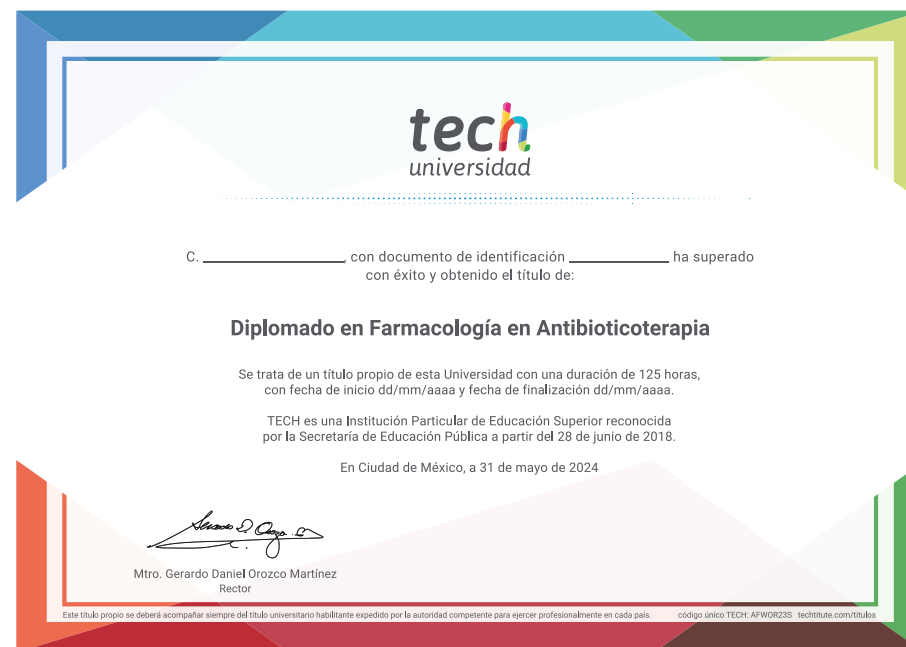 tech
universidad
C. ____________, con documento de identificación ____________ ha superado
con éxito y obtenido el título de:
Diplomado en Farmacología en Antibioticoterapia
Se trata de un título propio de esta Universidad con una duración de 125 horas,
con fecha de inicio dd/mm/aaaa y fecha de finalización dd/mm/aaaa.
TECH es una Institución Particular de Educación Superior reconocida
por la Secretaría de Educación Pública a partir del 28 de junio de 2018.
En Ciudad de México, a 31 de mayo de 2024
Mtro. Gerardo Daniel Orozco Martínez
Rector
Este título propio se deberá acompañar siempre del título universitario habilitante expedido por la autoridad competente para ejercer profesionalmente en cada país. código único TECH: AFWOR23S techtitute.com/titulos